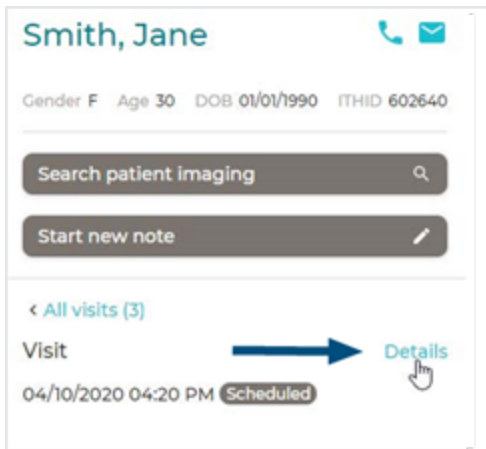 Smith, Jane
Gender F Age 30 DOB 01/01/1990 ITHID 602640
Search patient imaging
Start new note
< All visits (3)
Visit Details
04/10/2020 04:20 PM Scheduled